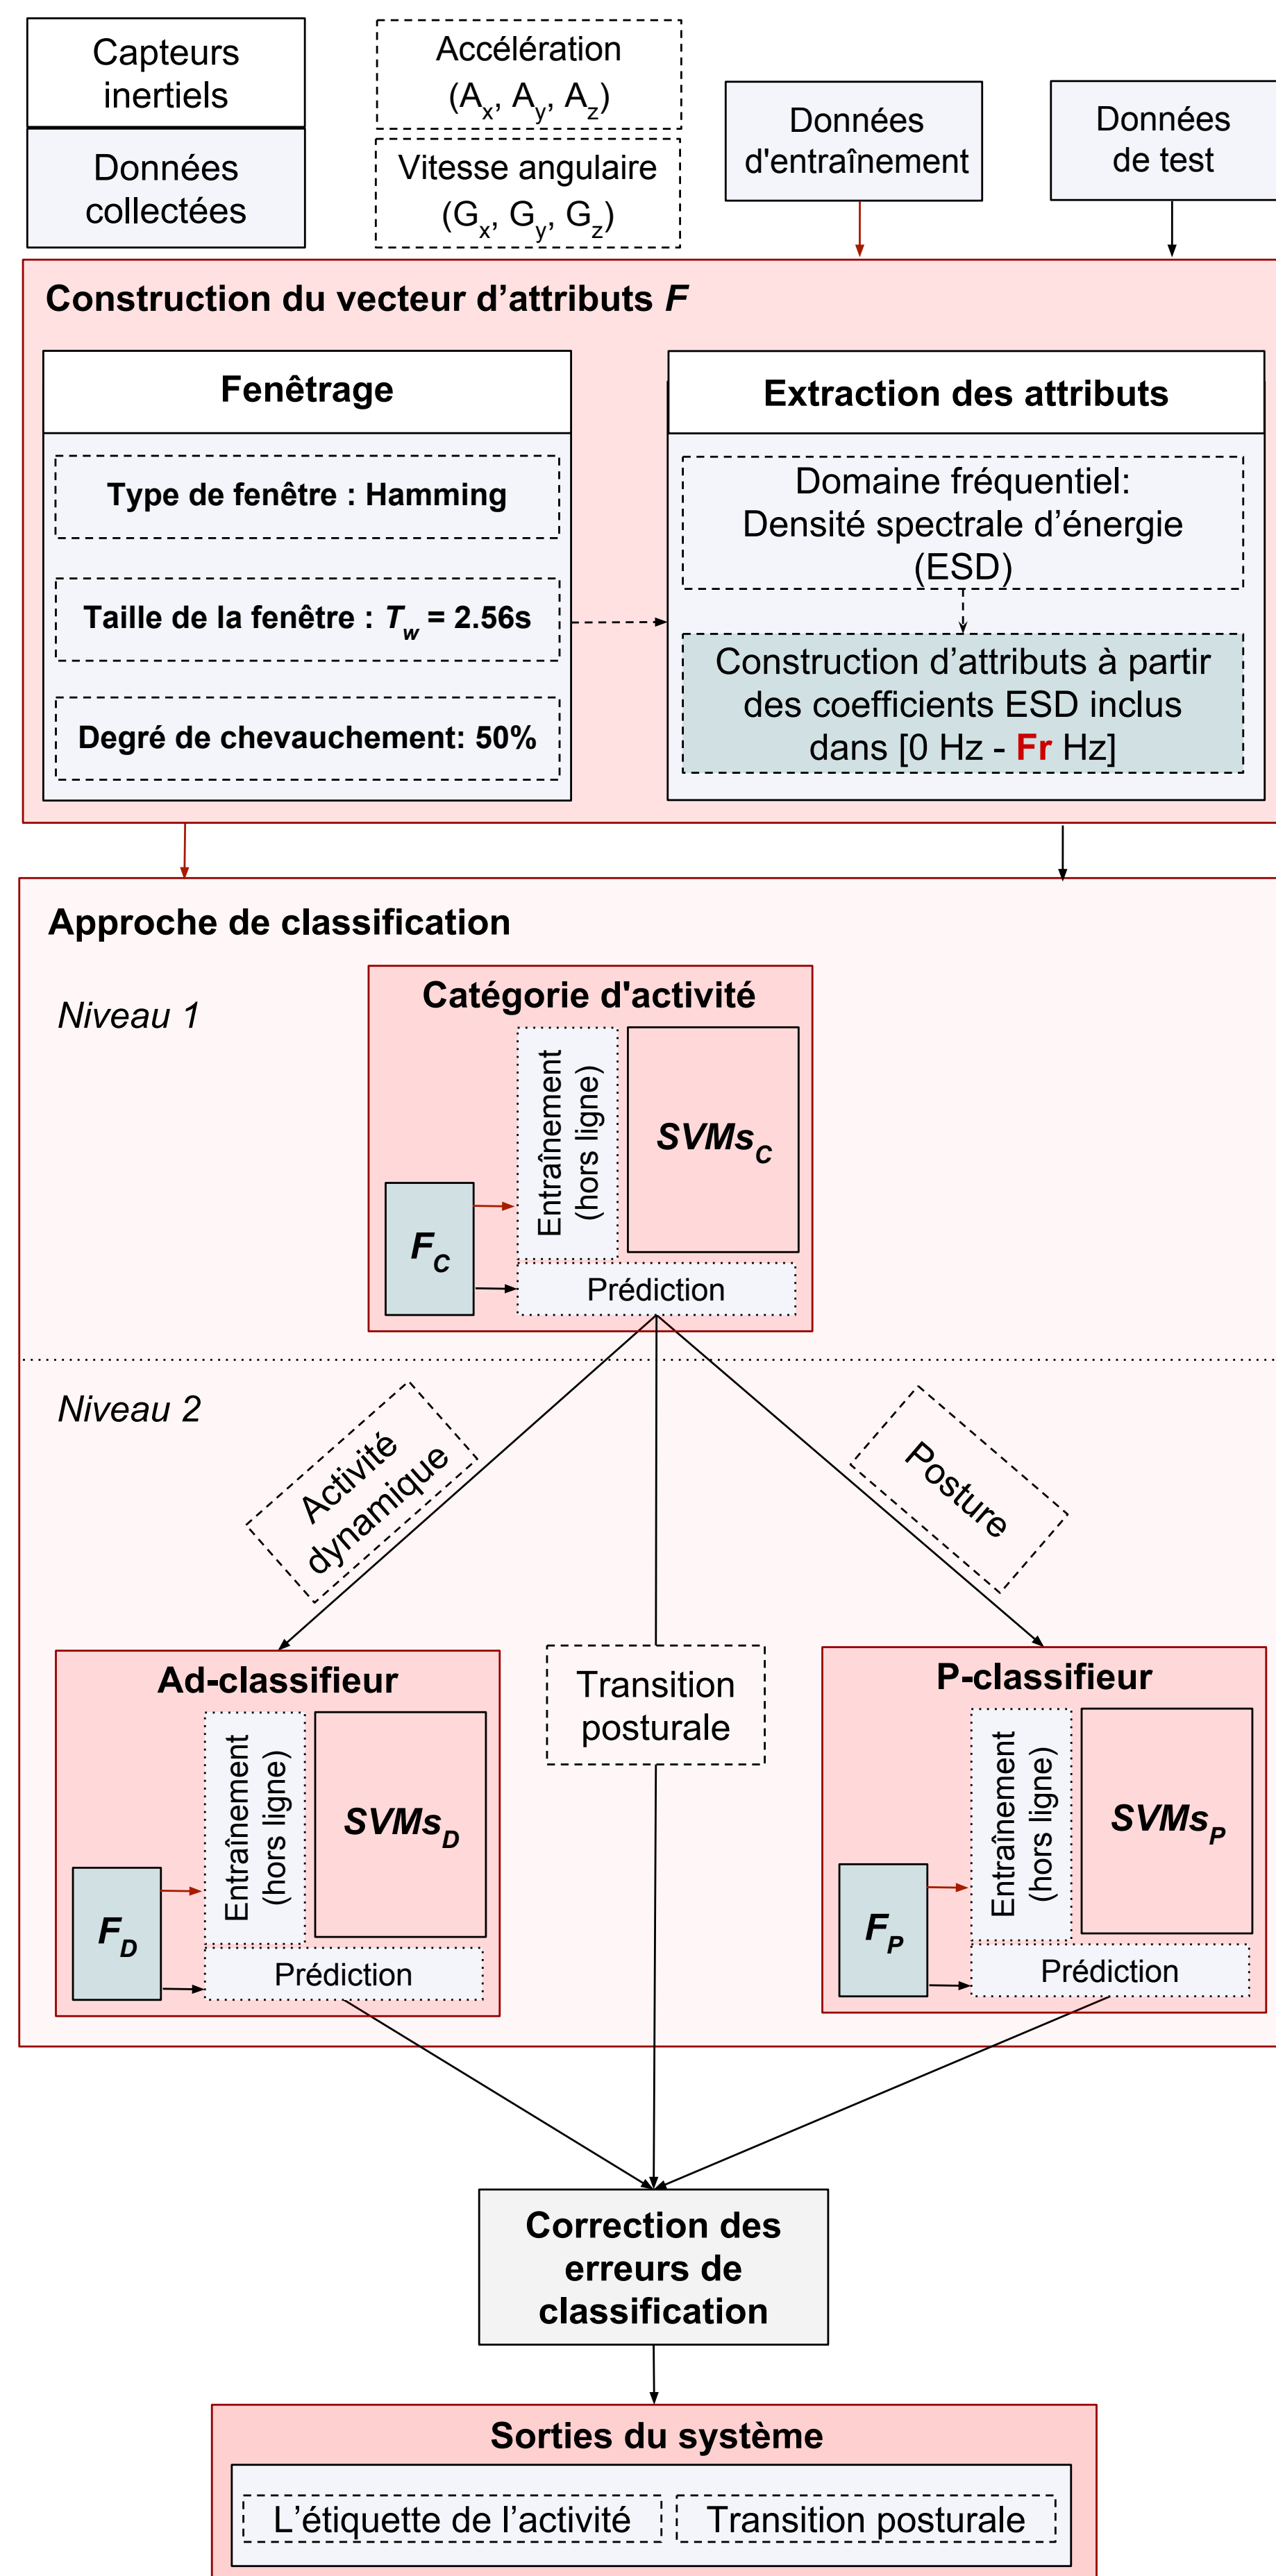 Capteurs
inertiels
Données
collectées
Accélération
(Ax, Ay, Az)
Vitesse angulaire
(Gx, Gy, Gz)
Données
d'entraînement
Données
de test
Construction du vecteur d’attributs F
Fenêtrage
Type de fenêtre : Hamming
Taille de la fenêtre : Tw = 2.56s
Degré de chevauchement: 50%
Extraction des attributs
Domaine fréquentiel:
Densité spectrale d’énergie
(ESD)
Construction d’attributs à partir
des coefficients ESD inclus
dans [0 Hz - Fr Hz]
Approche de classification
Niveau 1
Catégorie d'activité
Entraînement
(hors ligne)
SVMsC
FC
Prédiction
Niveau 2
Activité
dynamique
Posture
Transition
posturale
Ad-classifieur
Entraînement
(hors ligne)
SVMsD
FD
Prédiction
P-classifieur
Entraînement
(hors ligne)
SVMsP
FP
Prédiction
Correction des
erreurs de
classification
Sorties du système
L’étiquette de l’activité
Transition posturale